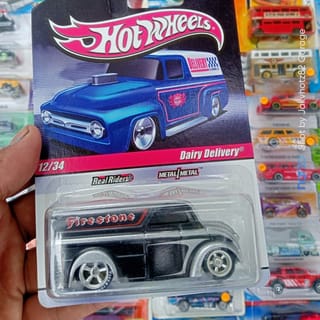 HOT WHEELS
DELIVERY
Dairy Delivery®
12/34
Real Riders
METAL METAL
Firestone